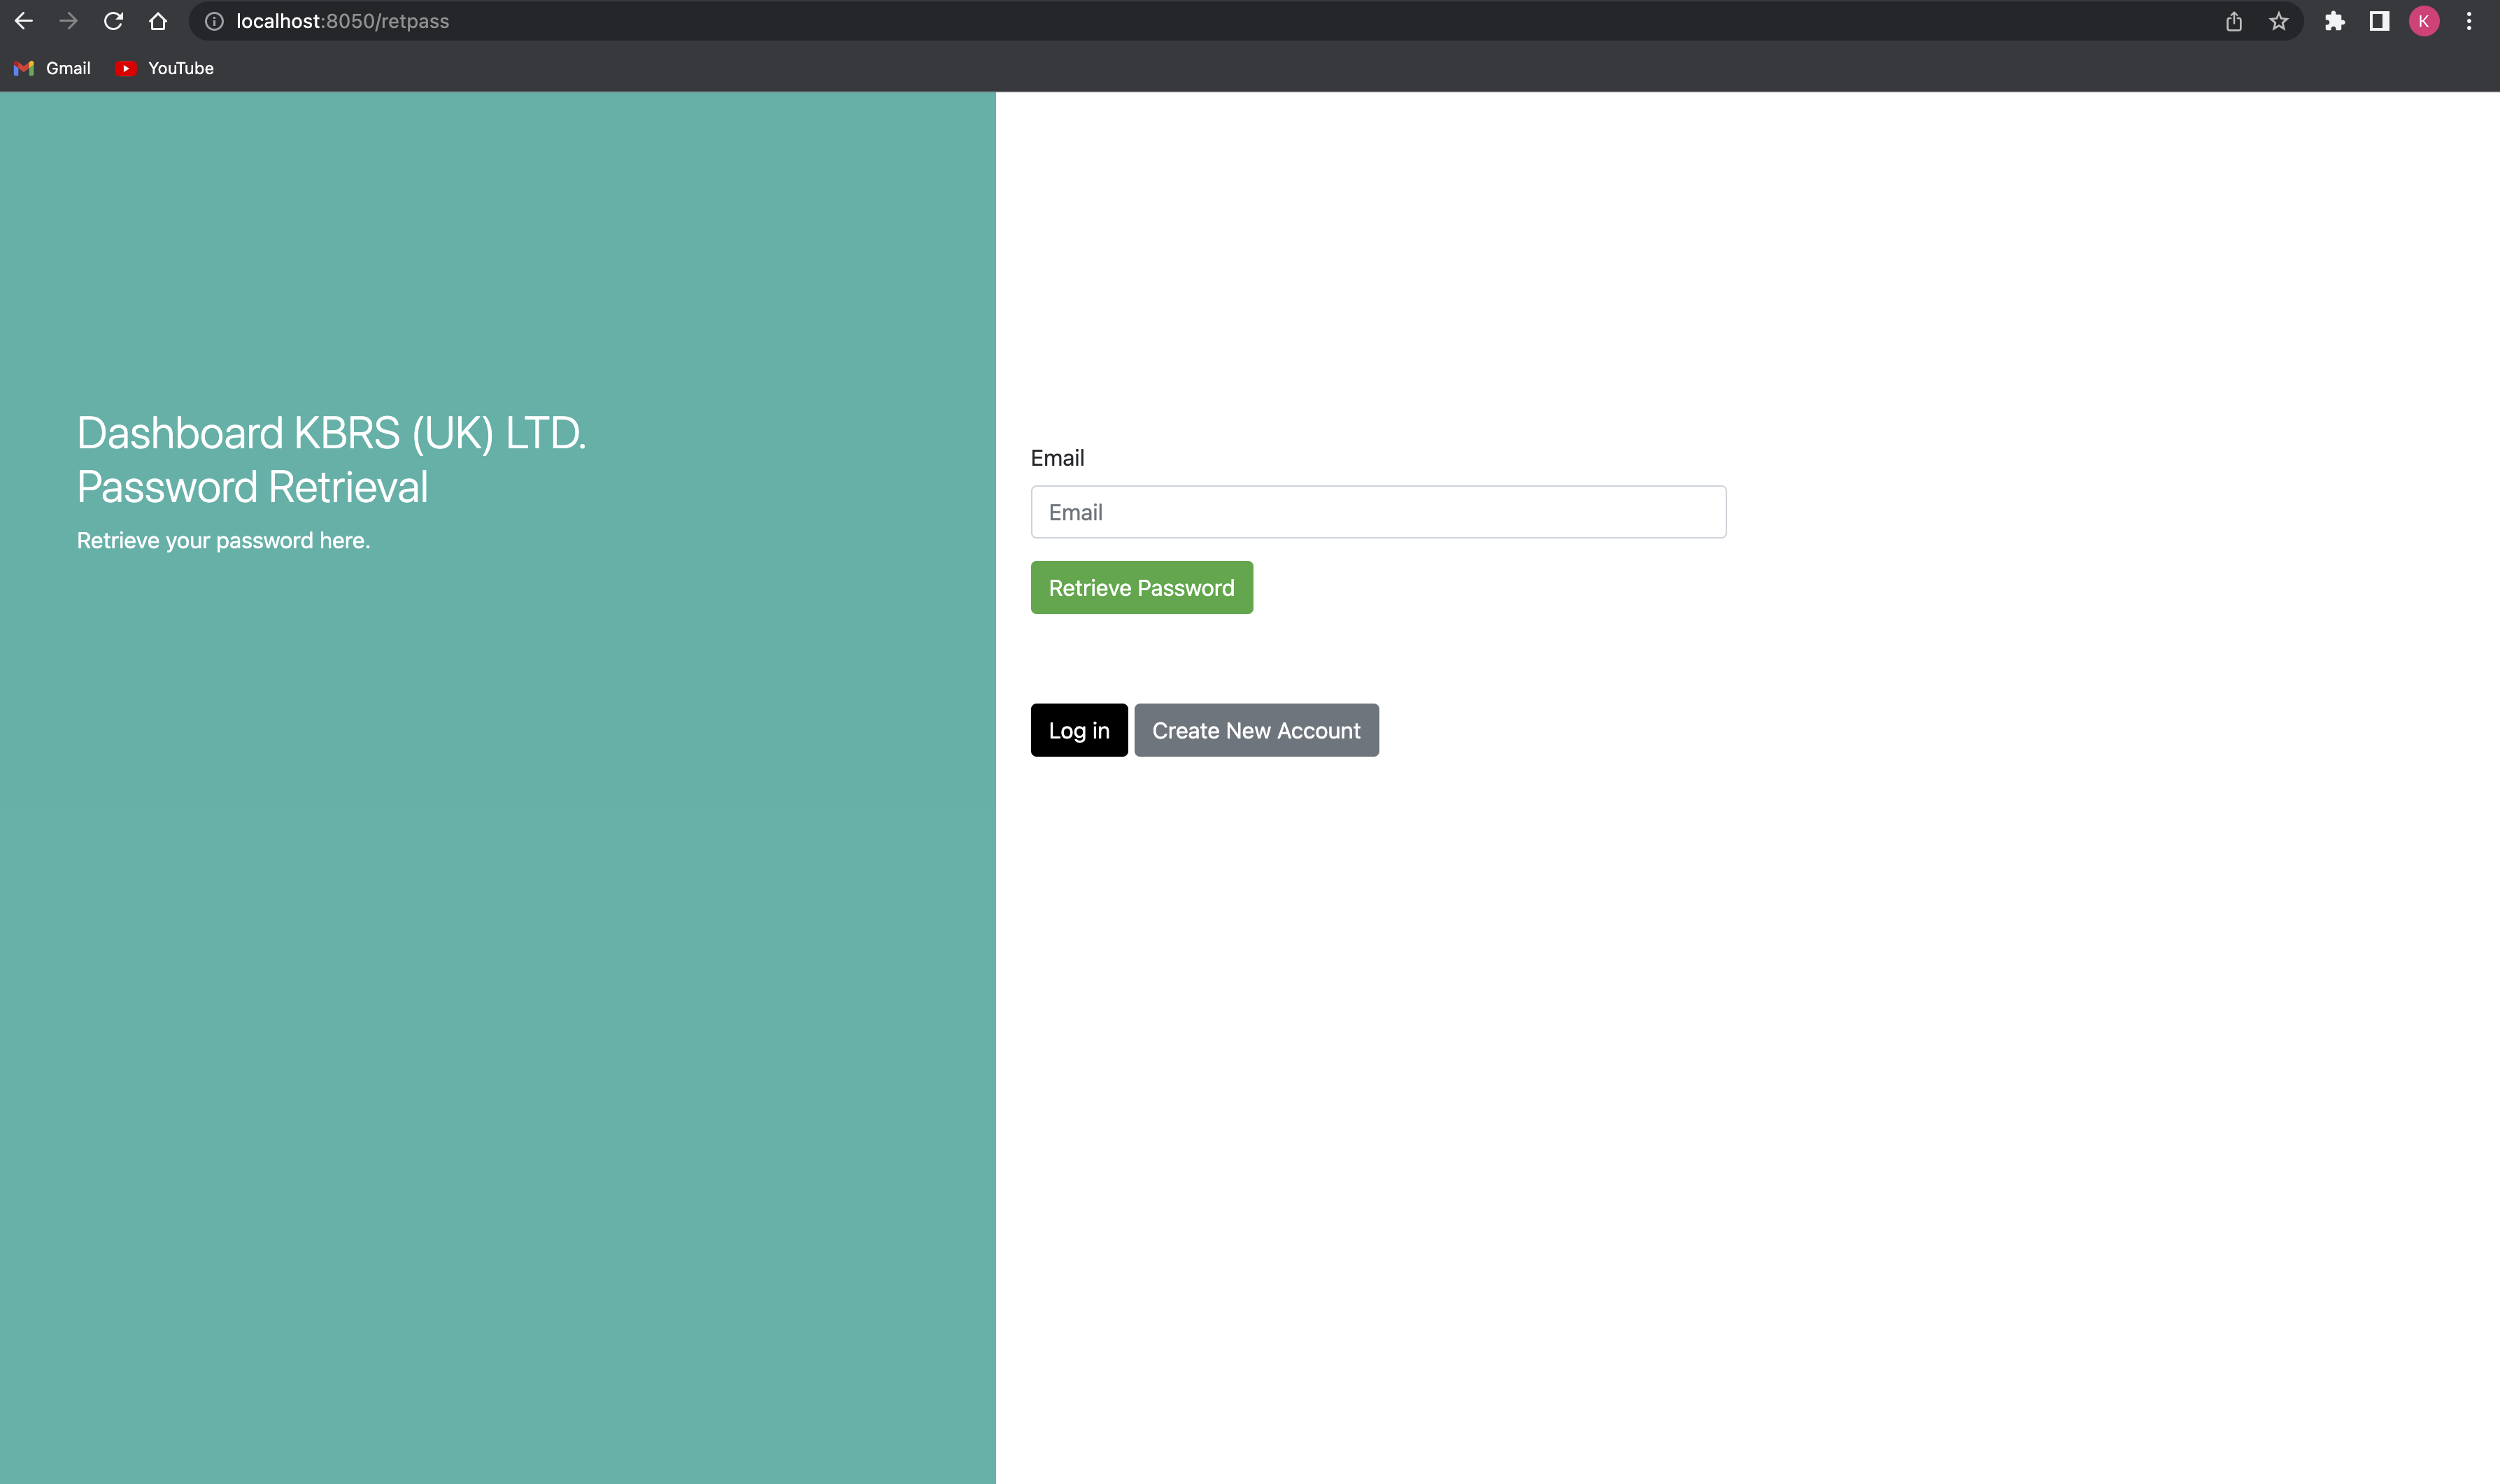 localhost:8050/retpass
K
Gmail
YouTube
Dashboard KBRS (UK) LTD.
Password Retrieval
Retrieve your password here.
Email
Email
Retrieve Password
Log in
Create New Account